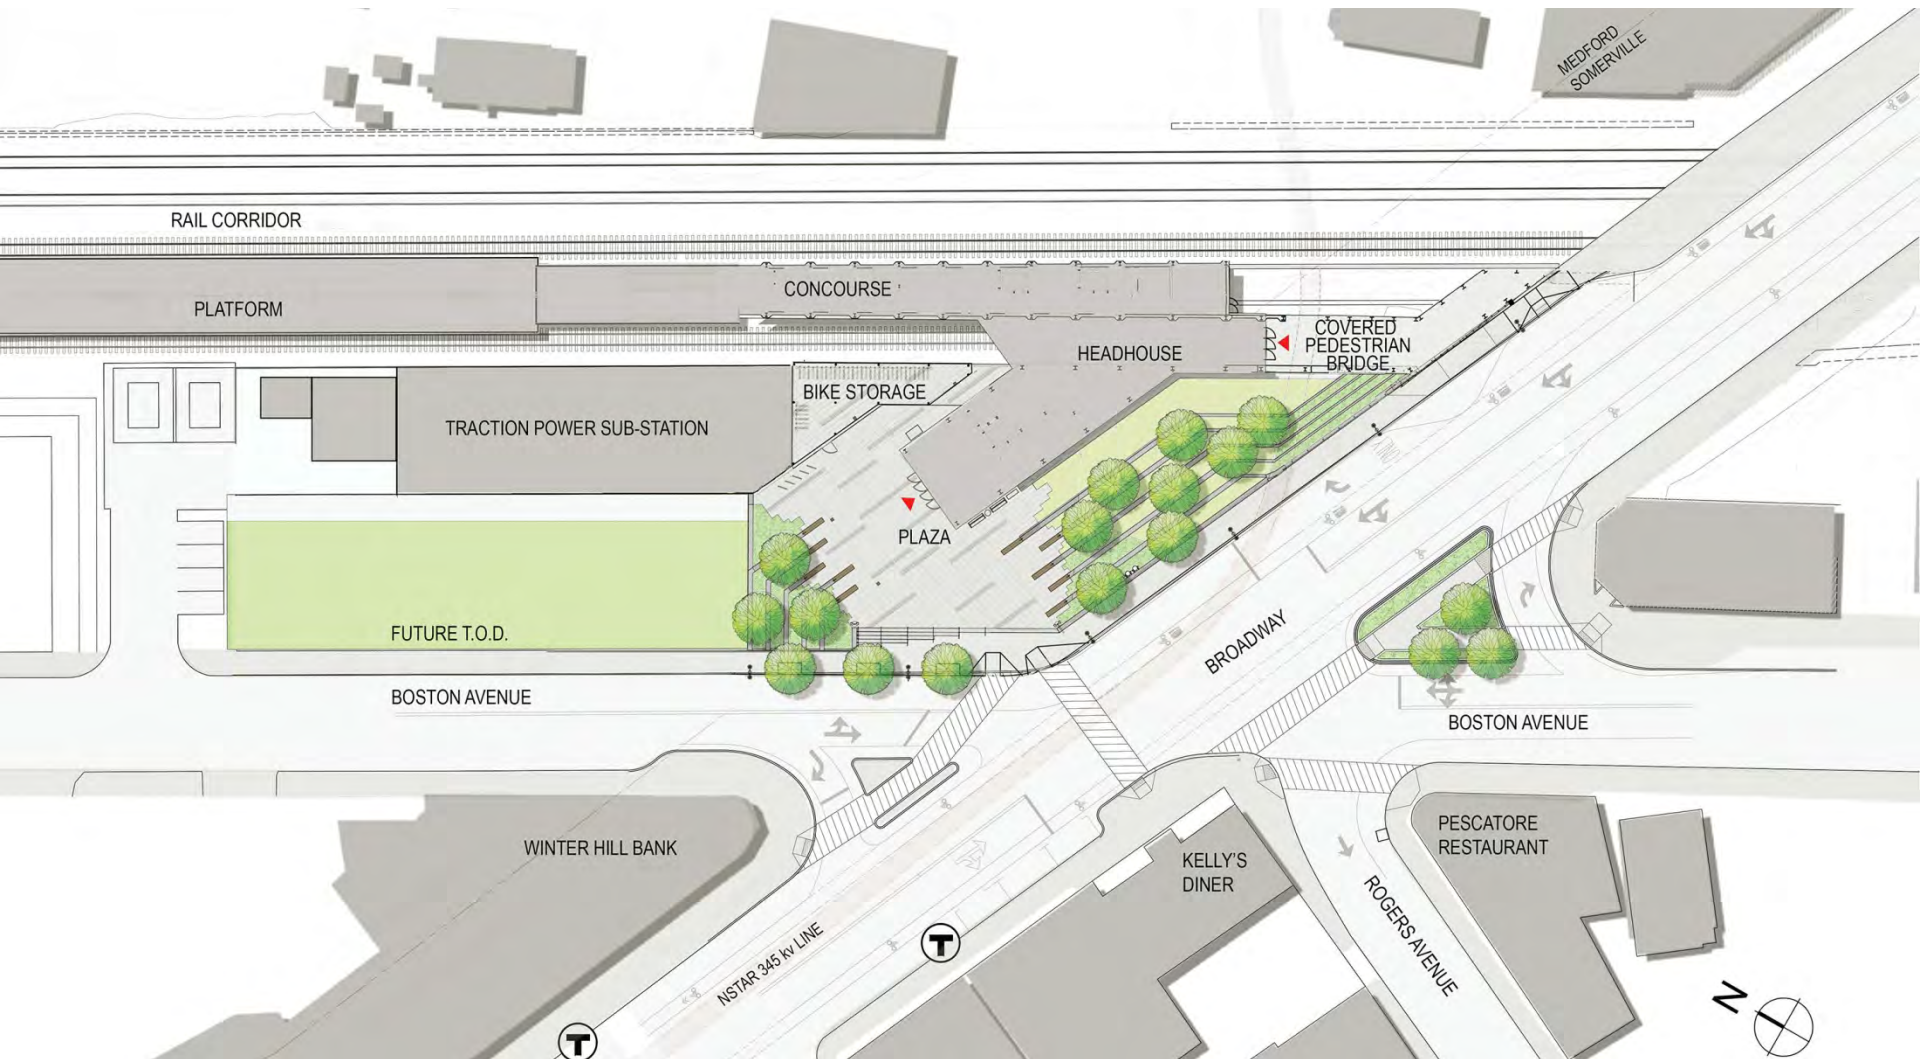 MEDFORD
SOMERVILLE
RAIL CORRIDOR
PLATFORM
CONCOURSE
COVERED
PEDESTRIAN
BRIDGE
HEADHOUSE
BIKE STORAGE
TRACTION POWER SUB-STATION
PLAZA
FUTURE T.O.D.
BROADWAY
BOSTON AVENUE
BOSTON AVENUE
WINTER HILL BANK
KELLY'S
DINER
PESCATORE
RESTAURANT
ROGERS AVENUE
NSTAR 345 kv LINE
T
T
N